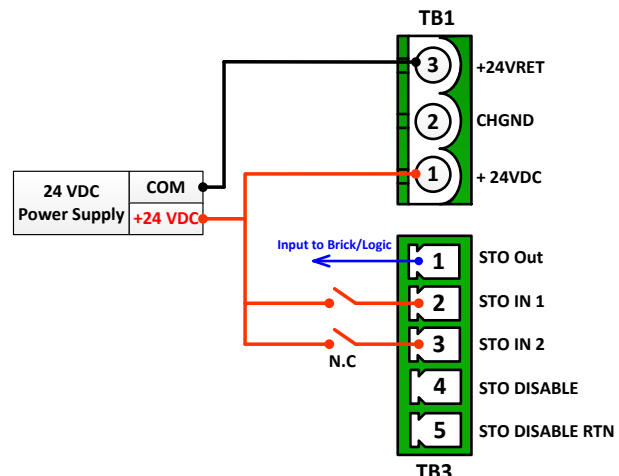 TB1
3 +24VRET
2 CHGND
1 + 24VDC
24 VDC
Power Supply
COM
+24 VDC
Input to Brick/Logic
1 STO Out
2 STO IN 1
3 STO IN 2
N.C
4 STO DISABLE
5 STO DISABLE RTN
TB3